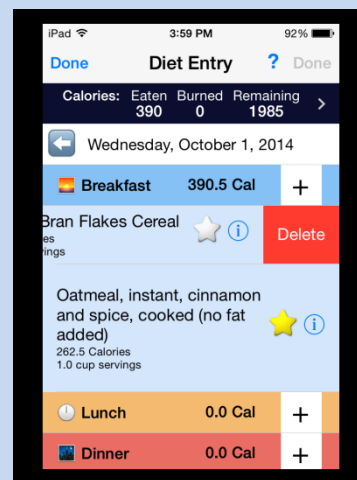 iPad 3:59 PM 92%
Done Diet Entry ? Done
Calories: Eaten Burned Remaining
390 0 1985 >
Wednesday, October 1, 2014
Breakfast 390.5 Cal +
Bran Flakes Cereal
es
ings
i Delete
Oatmeal, instant, cinnamon
and spice, cooked (no fat
added)
262.5 Calories
1.0 cup servings
i
Lunch 0.0 Cal +
Dinner 0.0 Cal +